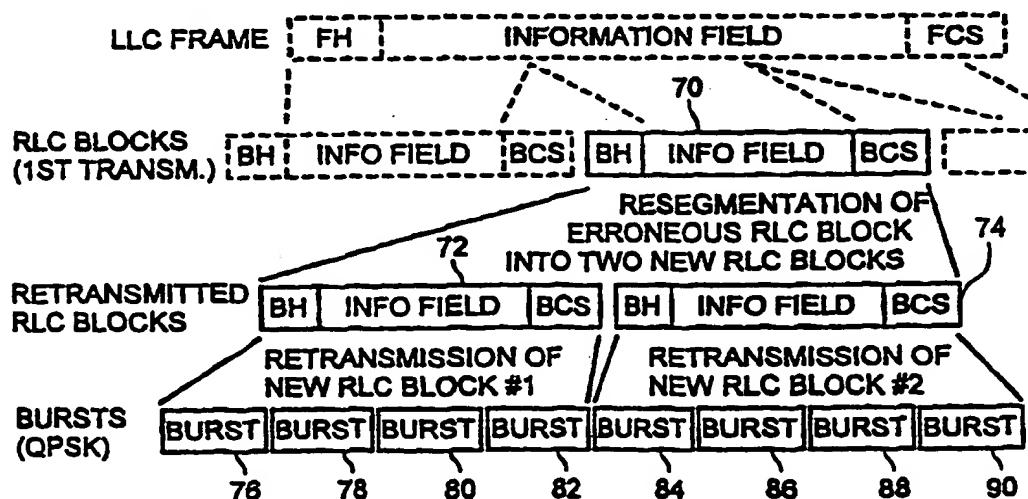 LLC FRAME FH INFORMATION FIELD FCS
70
RLC BLOCKS
(1ST TRANSM.)
BH INFO FIELD BCS BH INFO FIELD BCS
RESEGMENTATION OF
ERRONEOUS RLC BLOCK
INTO TWO NEW RLC BLOCKS
72
74
RETRANSMITTED
RLC BLOCKS
BH INFO FIELD BCS BH INFO FIELD BCS
RETRANSMISSION OF
NEW RLC BLOCK #1
RETRANSMISSION OF
NEW RLC BLOCK #2
BURSTS
(QPSK)
BURST BURST BURST BURST BURST BURST BURST BURST
76 78 80 82 84 86 88 90